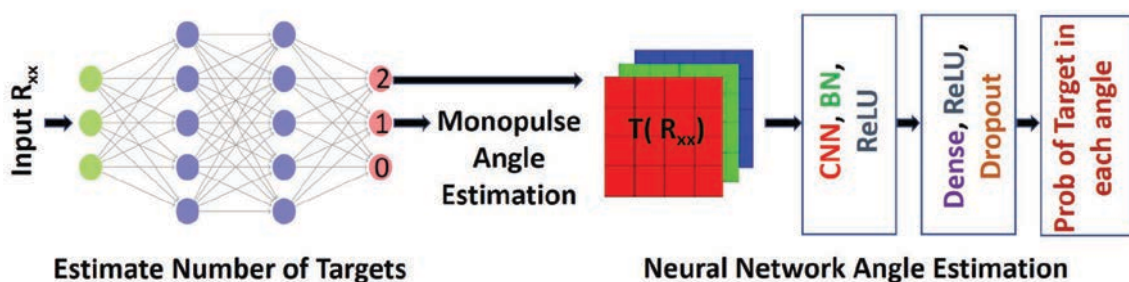 Input Rxx
2
1
0
Monopulse
Angle
Estimation
T( Rxx)
CNN, BN,
ReLU
Dense, ReLU,
Dropout
Prob of Target in
each angle
Estimate Number of Targets
Neural Network Angle Estimation